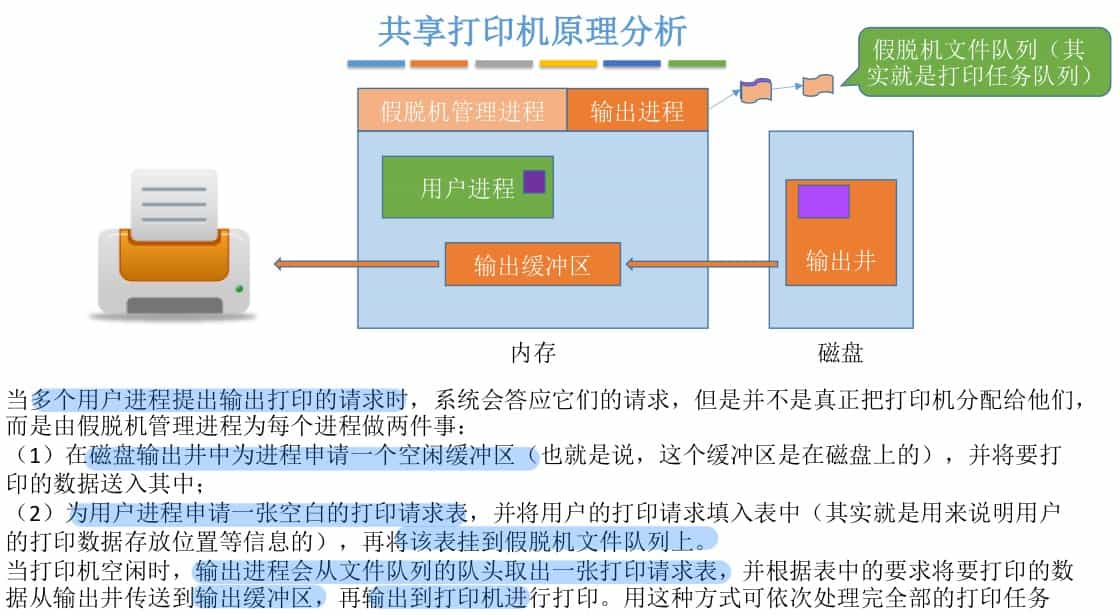 共享打印机原理分析
假脱机文件队列（其
实就是打印任务队列）
假脱机管理进程
输出进程
用户进程
输出缓冲区
输出井
内存
磁盘
当多个用户进程提出输出打印的请求时，系统会答应它们的请求，但是并不是真正把打印机分配给他们，
而是由假脱机管理进程为每个进程做两件事：
（1）在磁盘输出井中为进程申请一个空闲缓冲区（也就是说，这个缓冲区是在磁盘上的），并将要打
印的数据送入其中；
（2）为用户进程申请一张空白的打印请求表，并将用户的打印请求填入表中（其实就是用来说明用户
的打印数据存放位置等信息的），再将该表挂到假脱机文件队列上。
当打印机空闲时，输出进程会从文件队列的队头取出一张打印请求表，并根据表中的要求将要打印的数
据从输出井传送到输出缓冲区，再输出到打印机进行打印。用这种方式可依次处理完全部的打印任务